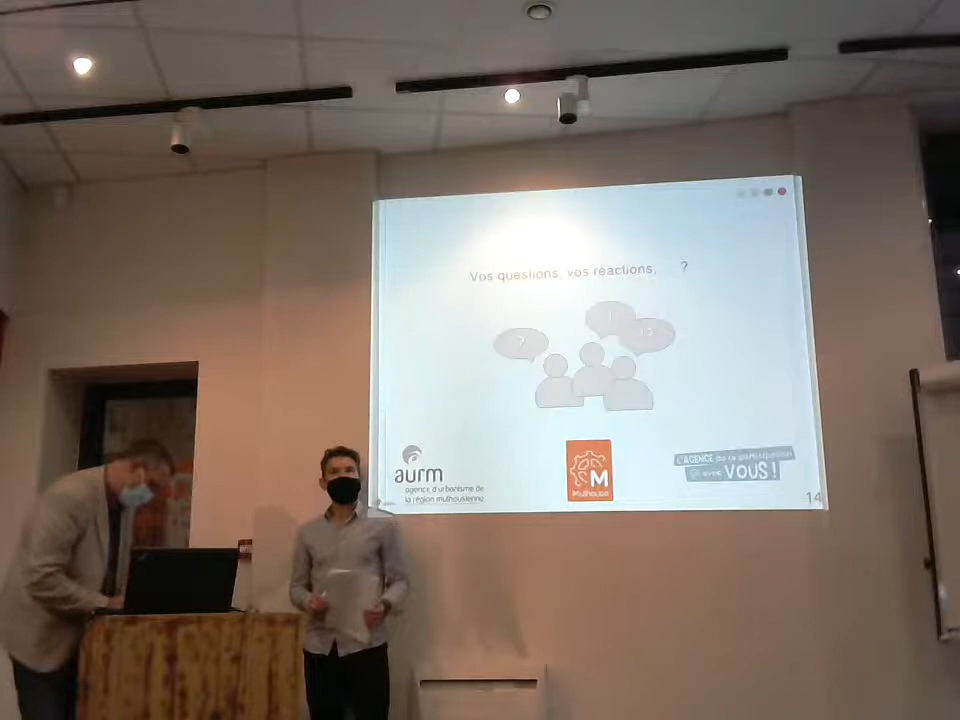 Vos questions, vos réactions, ?
?
!
!?
aurm
agence d'urbanisme de
la région mulhousienne
M
Mulhouse
L'AGENCE de la participation
avec VOUS !
14